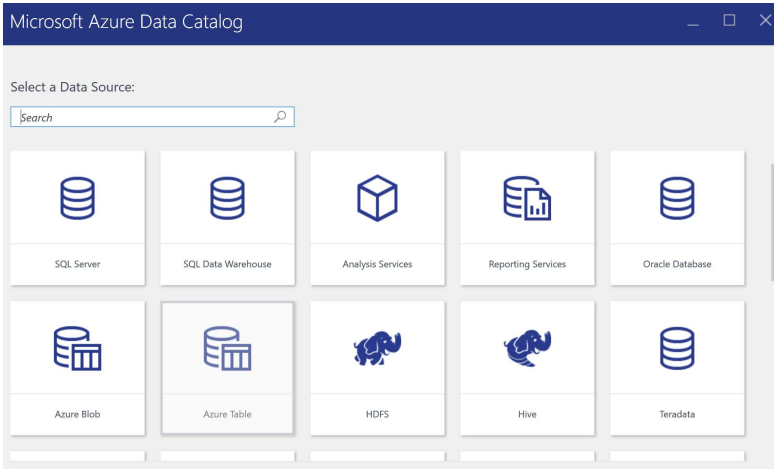 Microsoft Azure Data Catalog
Select a Data Source:
Search
SQL Server
SQL Data Warehouse
Analysis Services
Reporting Services
Oracle Database
Azure Blob
Azure Table
HDFS
Hive
Teradata